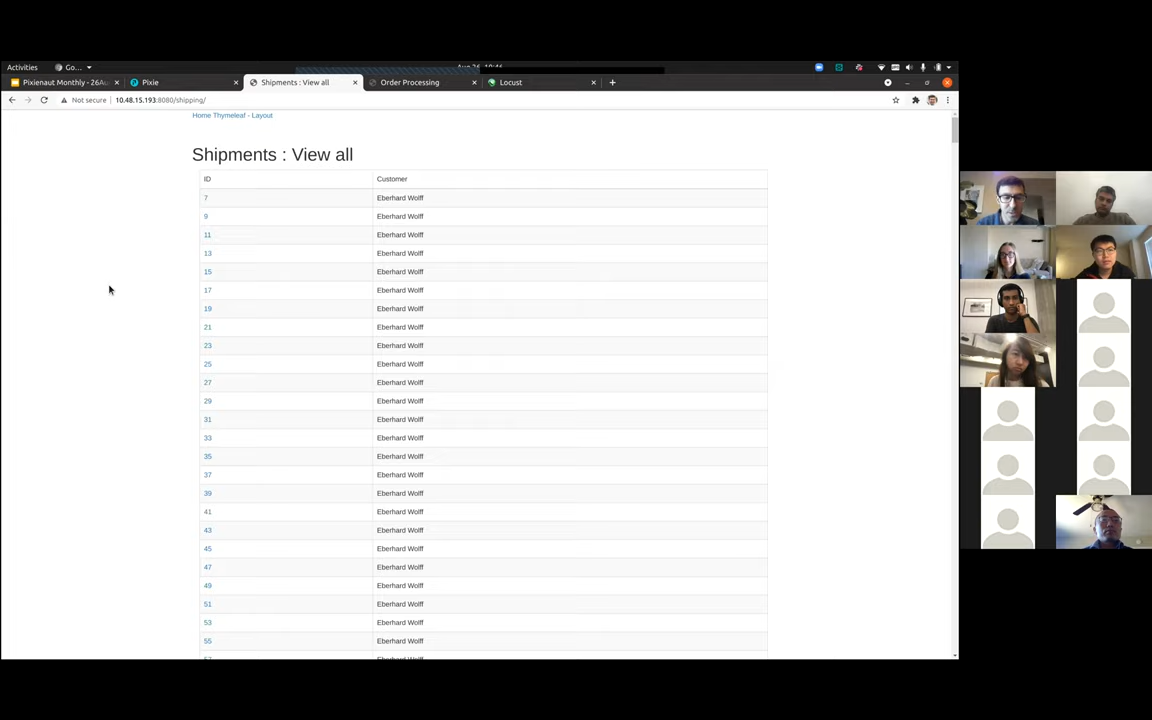 Activities Go...
Pixienaut Monthly - 26Au Pixie Shipments : View all Order Processing Locust
Not secure 10.48.15.193:8080/shipping/
Home Thymeleaf - Layout
Shipments : View all
ID Customer
7 Eberhard Wolff
9 Eberhard Wolff
11 Eberhard Wolff
13 Eberhard Wolff
15 Eberhard Wolff
17 Eberhard Wolff
19 Eberhard Wolff
21 Eberhard Wolff
23 Eberhard Wolff
25 Eberhard Wolff
27 Eberhard Wolff
29 Eberhard Wolff
31 Eberhard Wolff
33 Eberhard Wolff
35 Eberhard Wolff
37 Eberhard Wolff
39 Eberhard Wolff
41 Eberhard Wolff
43 Eberhard Wolff
45 Eberhard Wolff
47 Eberhard Wolff
49 Eberhard Wolff
51 Eberhard Wolff
53 Eberhard Wolff
55 Eberhard Wolff
57 Eberhard Wolff